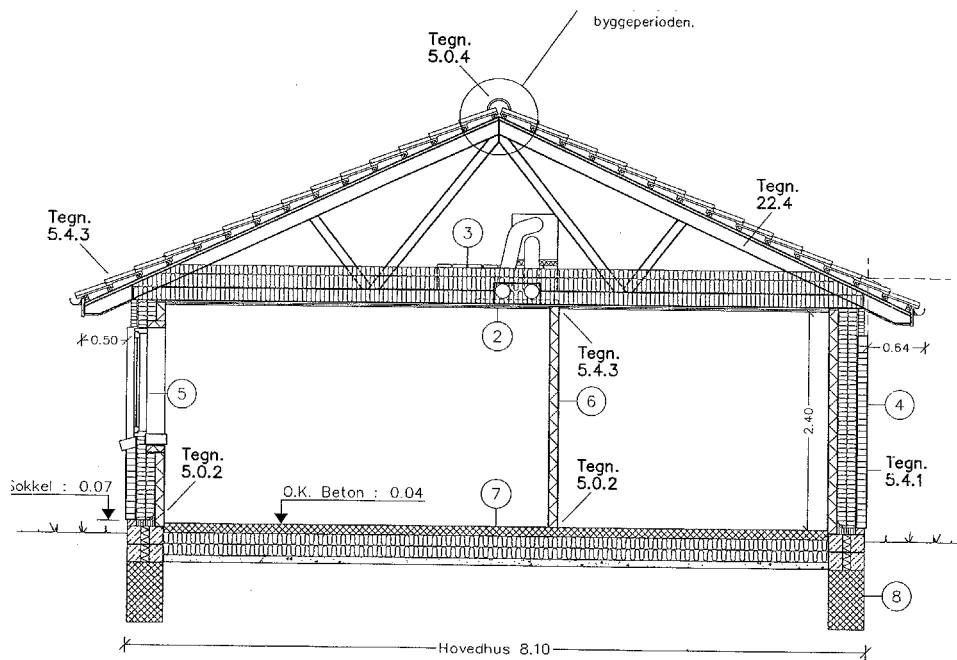 byggeperioden.
Tegn.
5.0.4
Tegn.
22.4
Tegn.
5.4.3
3
2
0.50
0.64
Tegn.
5.4.3
5
6
4
2.40
Tegn.
5.0.2
Tegn.
5.0.2
Tegn.
5.4.1
Sokkel : 0.07
O.K. Beton : 0.04
7
8
Hovedhus 8.10